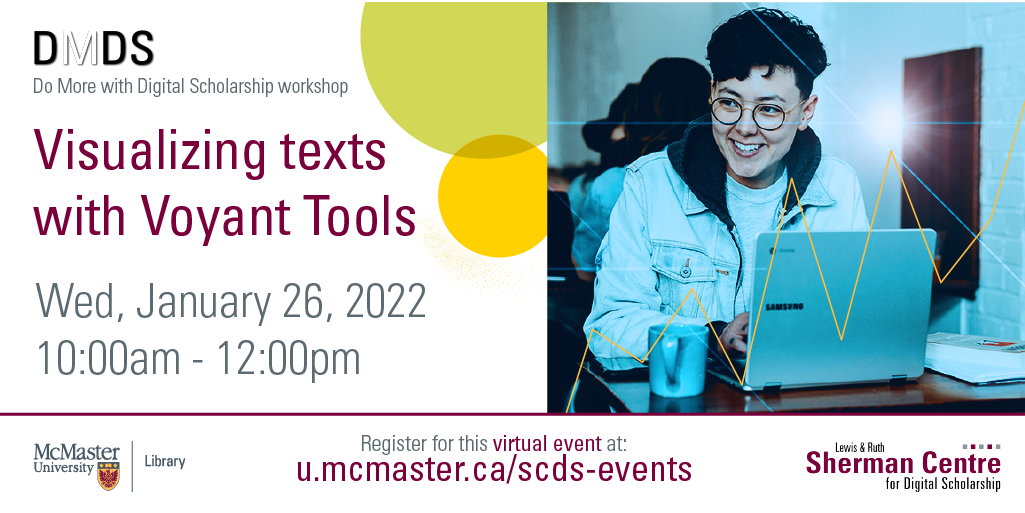 DMDS
Do More with Digital Scholarship workshop
Visualizing texts
with Voyant Tools
Wed, January 26, 2022
10:00am - 12:00pm
SAMSUNG
McMaster
University
Library
Register for this virtual event at:
u.mcmaster.ca/scds-events
Lewis & Ruth
Sherman Centre
for Digital Scholarship